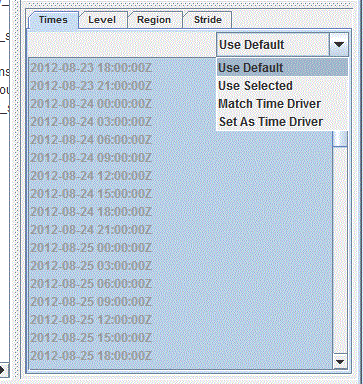 Times Level Region Stride
Use Default
Use Default
Use Selected
Match Time Driver
Set As Time Driver
2012-08-23 18:00:00Z
2012-08-23 21:00:00Z
2012-08-24 00:00:00Z
2012-08-24 03:00:00Z
2012-08-24 06:00:00Z
2012-08-24 09:00:00Z
2012-08-24 12:00:00Z
2012-08-24 15:00:00Z
2012-08-24 18:00:00Z
2012-08-24 21:00:00Z
2012-08-25 00:00:00Z
2012-08-25 03:00:00Z
2012-08-25 06:00:00Z
2012-08-25 09:00:00Z
2012-08-25 12:00:00Z
2012-08-25 15:00:00Z
2012-08-25 18:00:00Z